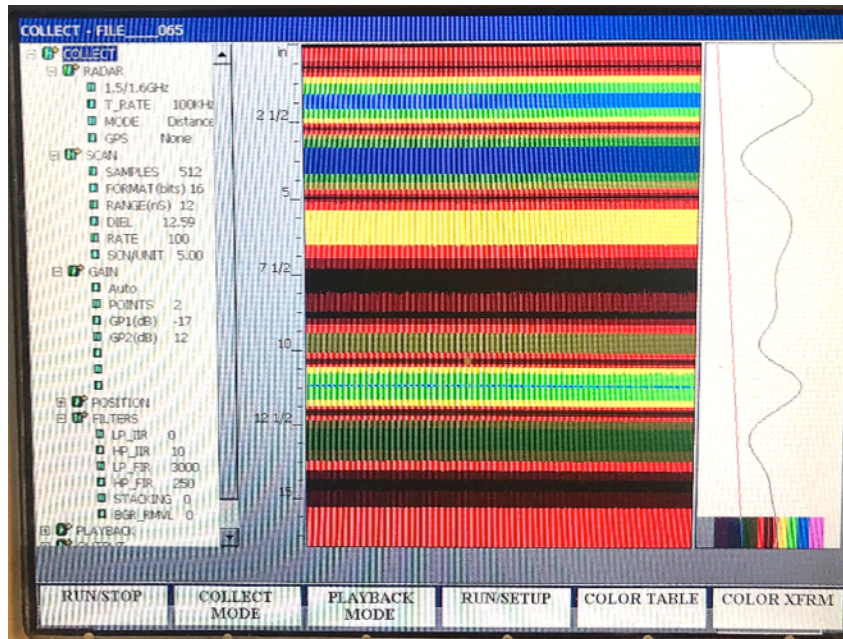 COLLECT - FILE____065
COLLECT
RADAR
1.5/1.6GHz
T_RATE 100KHz
MODE Distance
GPS None
SCAN
SAMPLES 512
FORMAT(bits) 16
RANGE(nS) 12
DIEL 12.59
RATE 100
SCN/UNIT 5.00
GAIN
Auto
POINTS 2
GP1(dB) -17
GP2(dB) 12
POSITION
FILTERS
LP_IIR 0
HP_IIR 10
LP_FIR 3000
HP_FIR 250
STACKING 0
BGR_RMVL 0
PLAYBACK
OUTPUT
in
2 1/2
5
7 1/2
10
12 1/2
15
RUN/STOP
COLLECT
MODE
PLAYBACK
MODE
RUN/SETUP
COLOR TABLE
COLOR XFRM